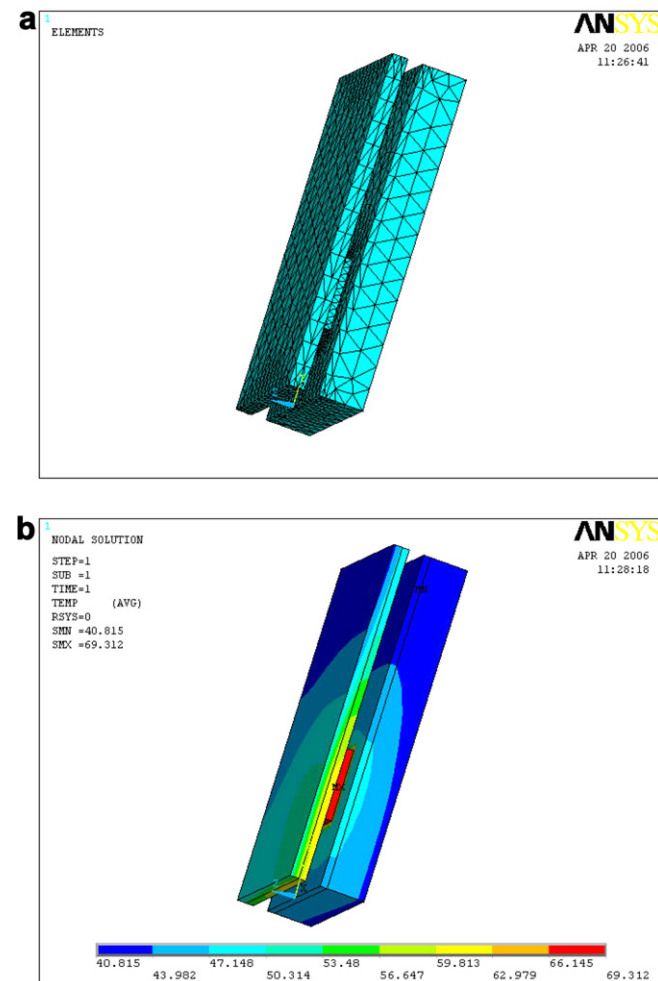 a
1
ELEMENTS
ANSYS
APR 20 2006
11:26:41
b
1
NODAL SOLUTION
STEP=1
SUB =1
TIME=1
TEMP (AVG)
RSYS=0
SMN =40.815
SMX =69.312
ANSYS
APR 20 2006
11:28:18
MN
MX
40.815 47.148 53.48 59.813 66.145
43.982 50.314 56.647 62.979 69.312